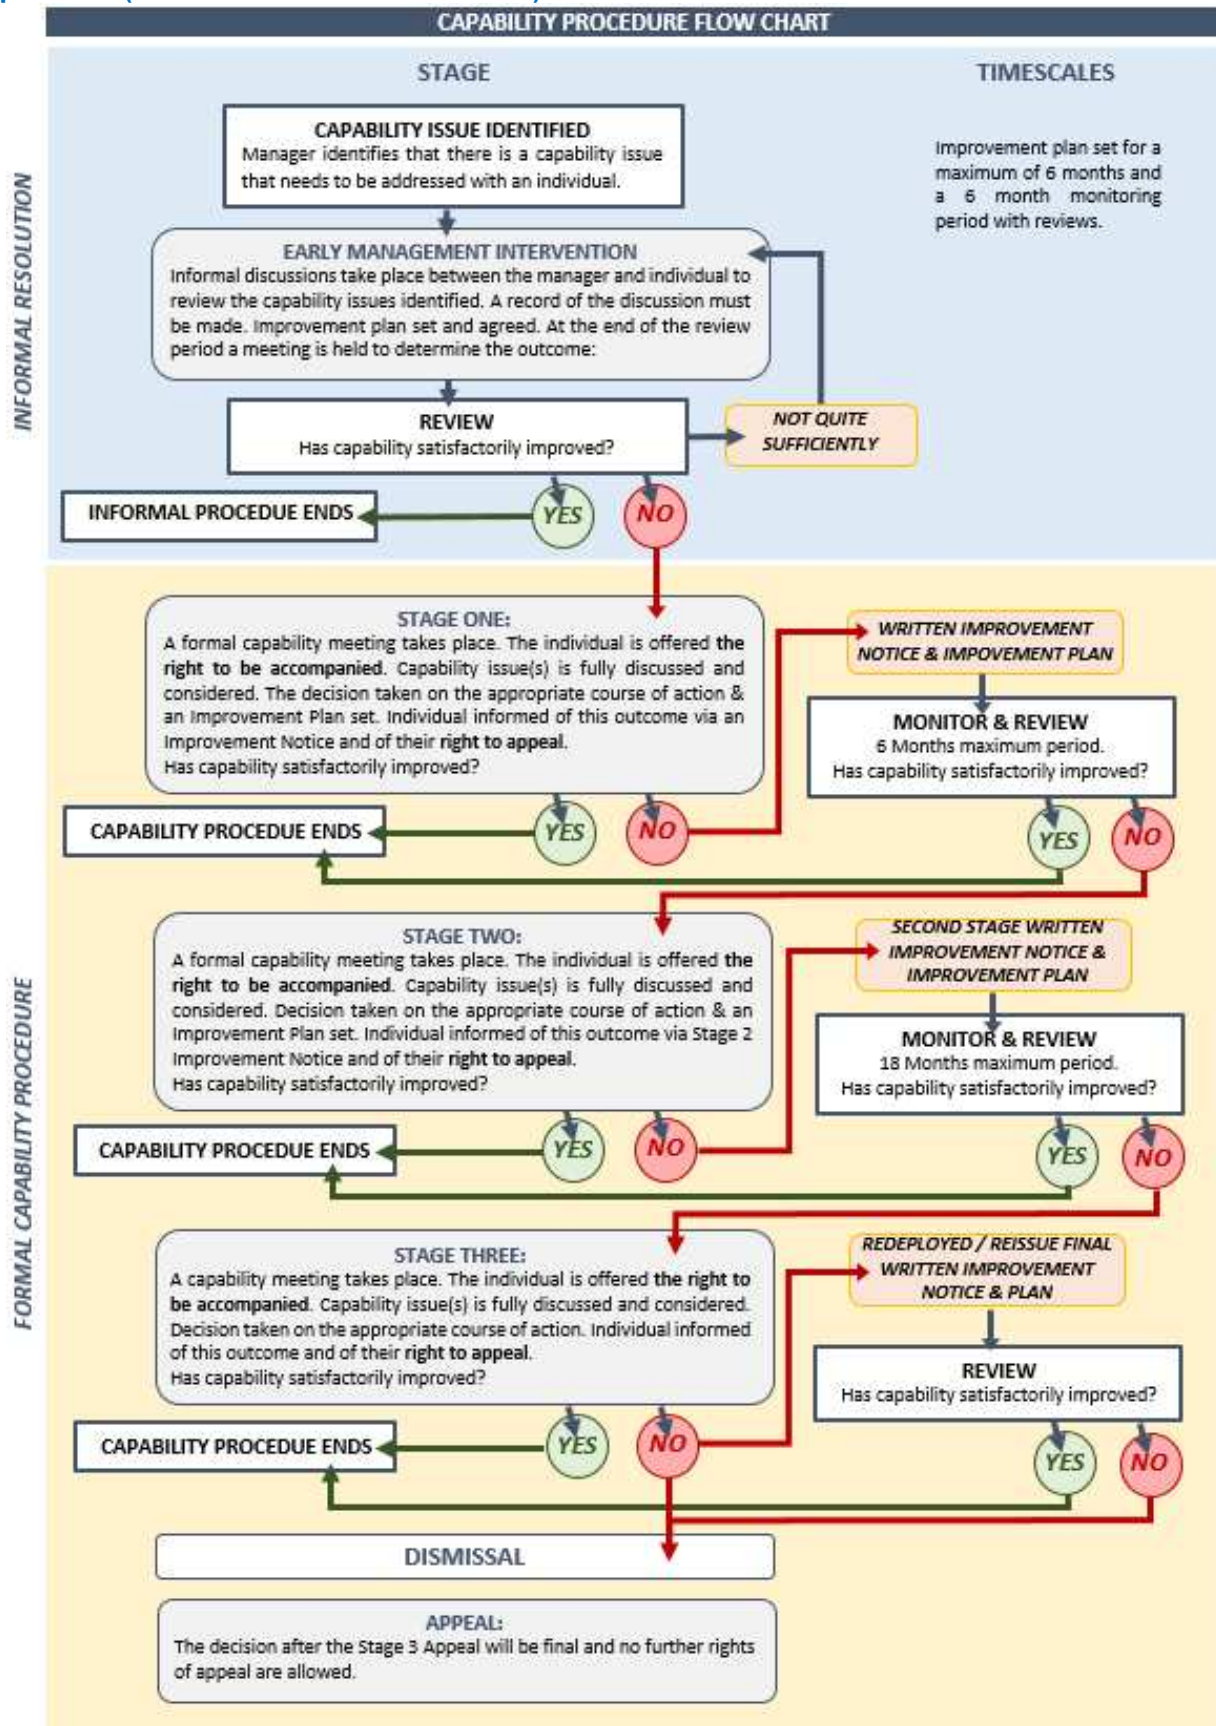 CAPABILITY PROCEDURE FLOW CHART
STAGE
TIMESCALES
INFORMAL RESOLUTION
CAPABILITY ISSUE IDENTIFIED
Manager identifies that there is a capability issue
that needs to be addressed with an individual.
Improvement plan set for a
maximum of 6 months and
a 6 month monitoring
period with reviews.
EARLY MANAGEMENT INTERVENTION
Informal discussions take place between the manager and individual to
review the capability issues identified. A record of the discussion must
be made. Improvement plan set and agreed. At the end of the review
period a meeting is held to determine the outcome:
REVIEW
Has capability satisfactorily improved?
NOT QUITE
SUFFICIENTLY
INFORMAL PROCEDUE ENDS
YES
NO
FORMAL CAPABILITY PROCEDURE
STAGE ONE:
A formal capability meeting takes place. The individual is offered the
right to be accompanied. Capability issue(s) is fully discussed and
considered. The decision taken on the appropriate course of action &
an Improvement Plan set. Individual informed of this outcome via an
Improvement Notice and of their right to appeal.
Has capability satisfactorily improved?
WRITTEN IMPROVEMENT
NOTICE & IMPOVEMENT PLAN
MONITOR & REVIEW
6 Months maximum period.
Has capability satisfactorily improved?
CAPABILITY PROCEDUE ENDS
YES
NO
YES
NO
STAGE TWO:
A formal capability meeting takes place. The individual is offered the
right to be accompanied. Capability issue(s) is fully discussed and
considered. Decision taken on the appropriate course of action & an
Improvement Plan set. Individual informed of this outcome via Stage 2
Improvement Notice and of their right to appeal.
Has capability satisfactorily improved?
SECOND STAGE WRITTEN
IMPROVEMENT NOTICE &
IMPROVEMENT PLAN
MONITOR & REVIEW
18 Months maximum period.
Has capability satisfactorily improved?
CAPABILITY PROCEDUE ENDS
YES
NO
YES
NO
STAGE THREE:
A capability meeting takes place. The individual is offered the right to
be accompanied. Capability issue(s) is fully discussed and considered.
Decision taken on the appropriate course of action. Individual informed
of this outcome and of their right to appeal.
Has capability satisfactorily improved?
REDEPLOYED / REISSUE FINAL
WRITTEN IMPROVEMENT
NOTICE & PLAN
REVIEW
Has capability satisfactorily improved?
CAPABILITY PROCEDUE ENDS
YES
NO
YES
NO
DISMISSAL
APPEAL:
The decision after the Stage 3 Appeal will be final and no further rights
of appeal are allowed.